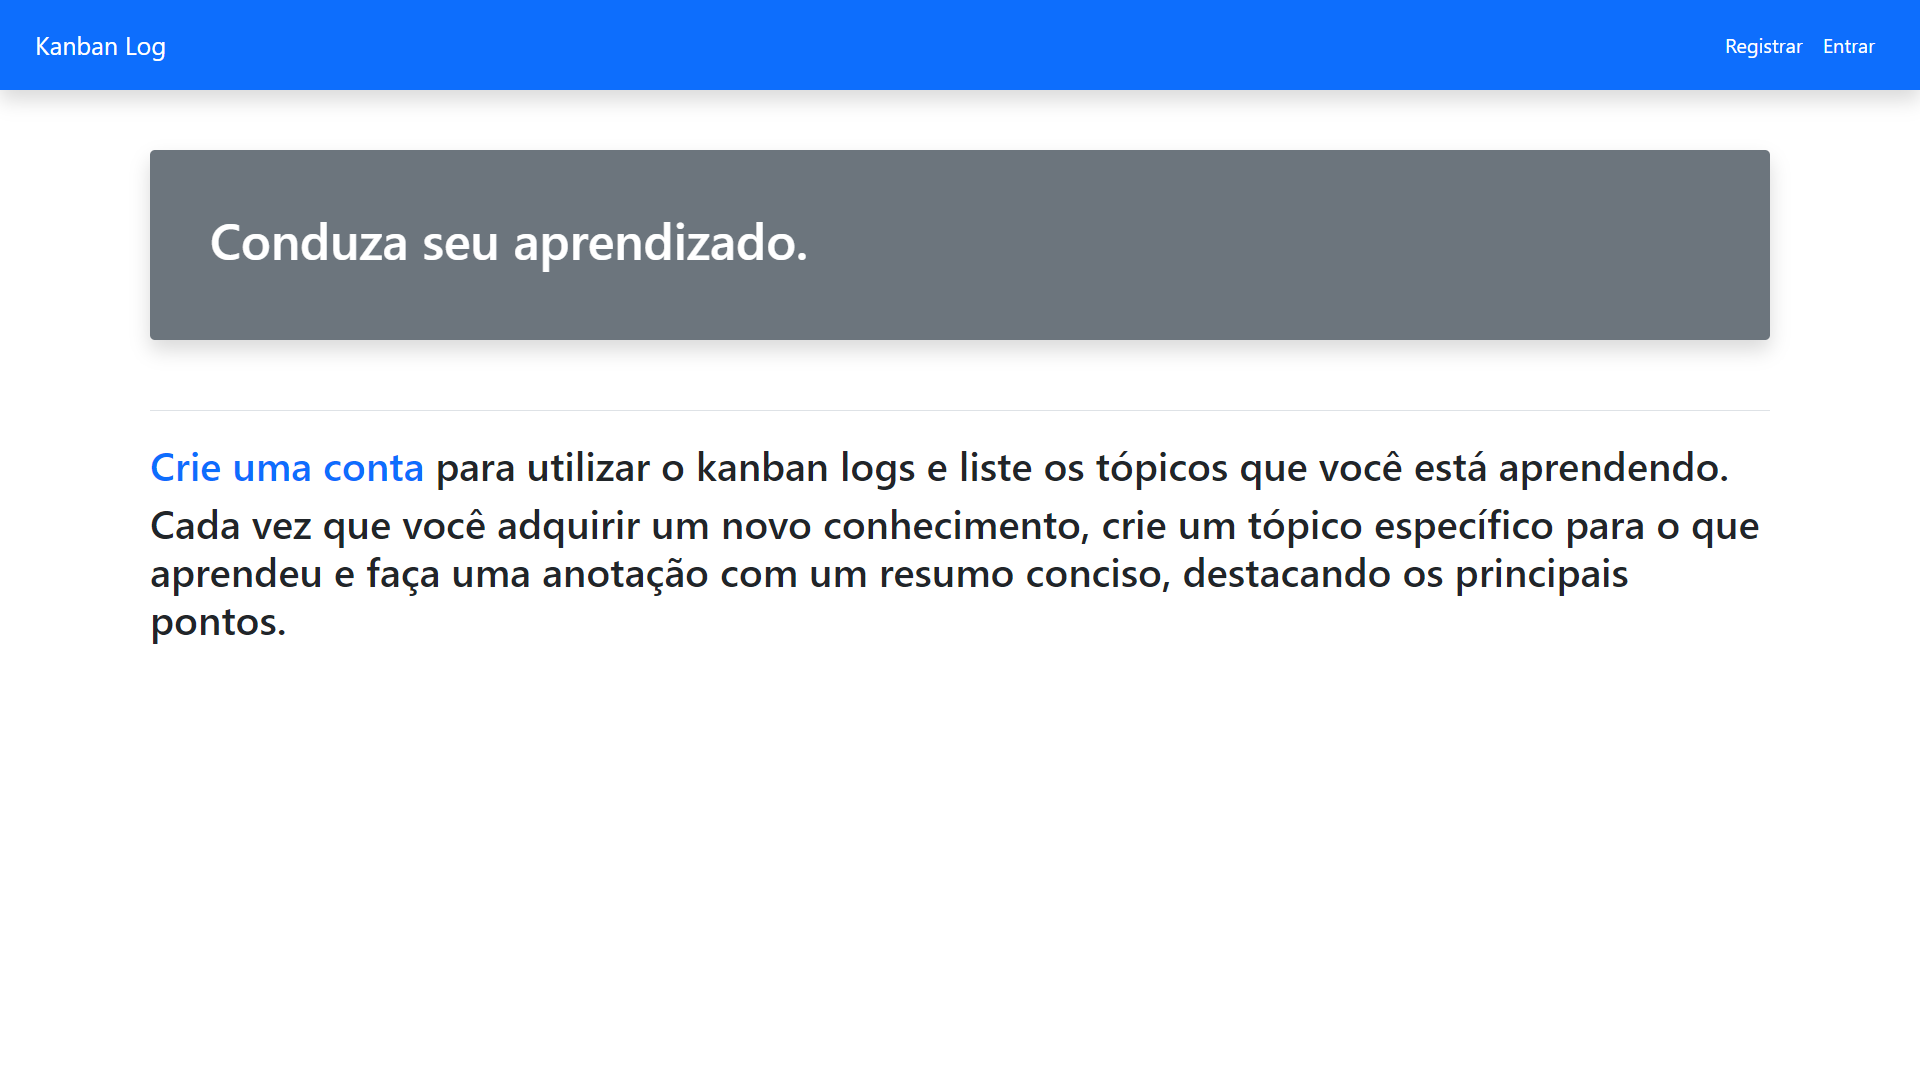 Kanban Log
Registrar
Entrar
Conduza seu aprendizado.
Crie uma conta para utilizar o kanban logs e liste os tópicos que você está aprendendo.
Cada vez que você adquirir um novo conhecimento, crie um tópico específico para o que
aprendeu e faça uma anotação com um resumo conciso, destacando os principais
pontos.